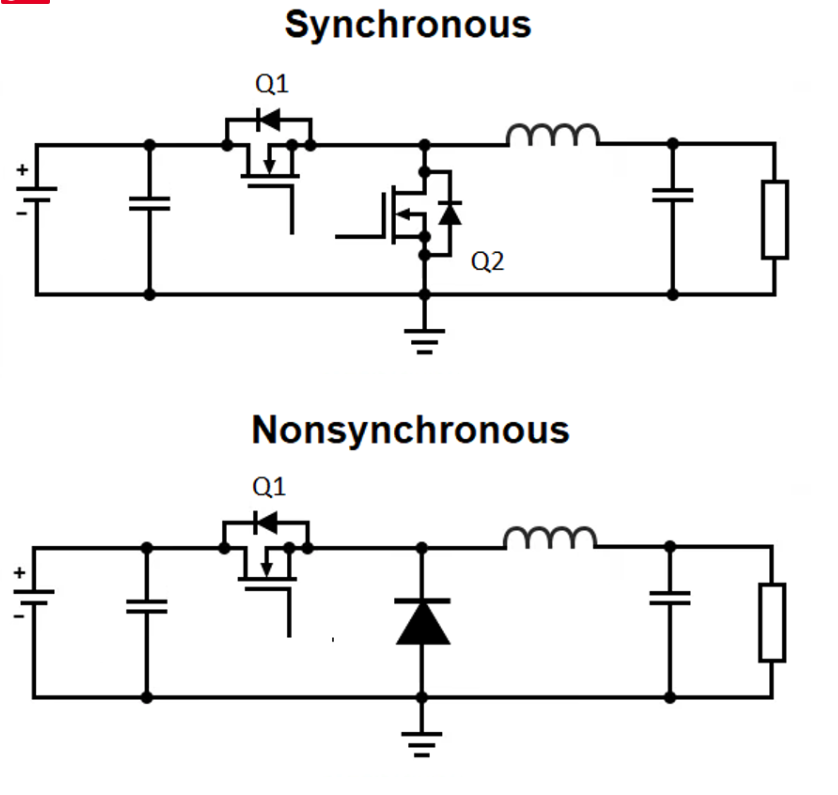 Synchronous
Q1
+
-
Q2
Nonsynchronous
Q1
+
-